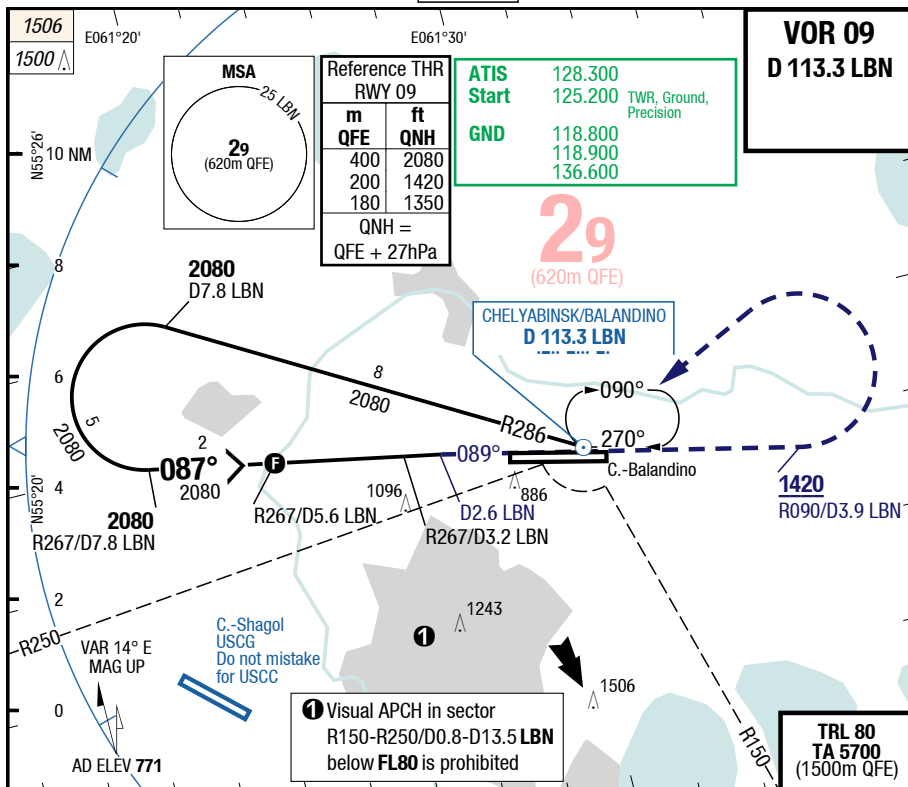 1506
1500
E061°20'
E061°30'
VOR 09
D 113.3 LBN
MSA
25 LBN
29
(620m QFE)
Reference THR
RWY 09
m ft
QFE QNH
400 2080
200 1420
180 1350
QNH =
QFE + 27hPa
ATIS 128.300
Start 125.200 TWR, Ground,
Precision
GND 118.800
118.900
136.600
29
(620m QFE)
N55°26'
10 NM
8
6
4
2
0
N55°20'
2080
D7.8 LBN
CHELYABINSK/BALANDINO
D 113.3 LBN
8
2080
5
2080
R286
090°
270°
2
087°
2080
F
089°
C.-Balandino
2080
R267/D7.8 LBN
R267/D5.6 LBN
1096
D2.6 LBN
R267/D3.2 LBN
886
1420
R090/D3.9 LBN
R250
1243
1
C.-Shagol
USCG
Do not mistake
for USCC
VAR 14° E
MAG UP
1506
R150
AD ELEV 771
1 Visual APCH in sector
R150-R250/D0.8-D13.5 LBN
below FL80 is prohibited
TRL 80
TA 5700
(1500m QFE)